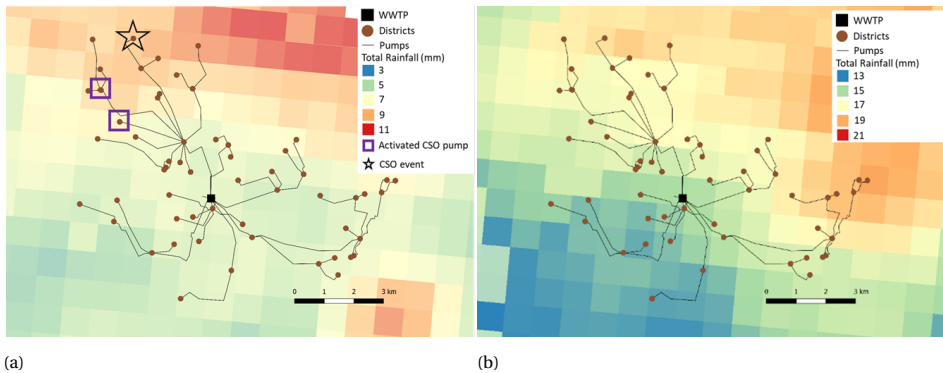 WWTP
Districts
Pumps
Total Rainfall (mm)
3
5
7
9
11
Activated CSO pump
CSO event
0 1 2 3 km
(a)
WWTP
Districts
Pumps
Total Rainfall (mm)
13
15
17
19
21
0 1 2 3 km
(b)